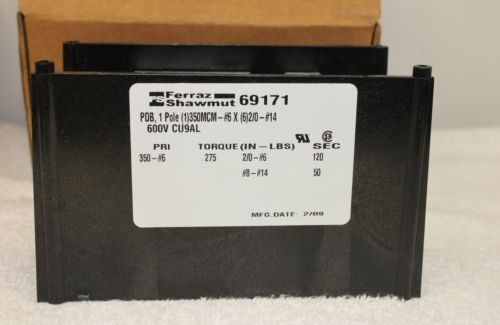 FS Ferraz Shawmut 69171
PDB, 1 Pole (1)350MCM-#6 X (6)2/0-#14
600V CU9AL
PRI TORQUE (IN - LBS) SEC
350-#6 275 2/0-#6 120
#8-#14 50
MFG.DATE: 2/09